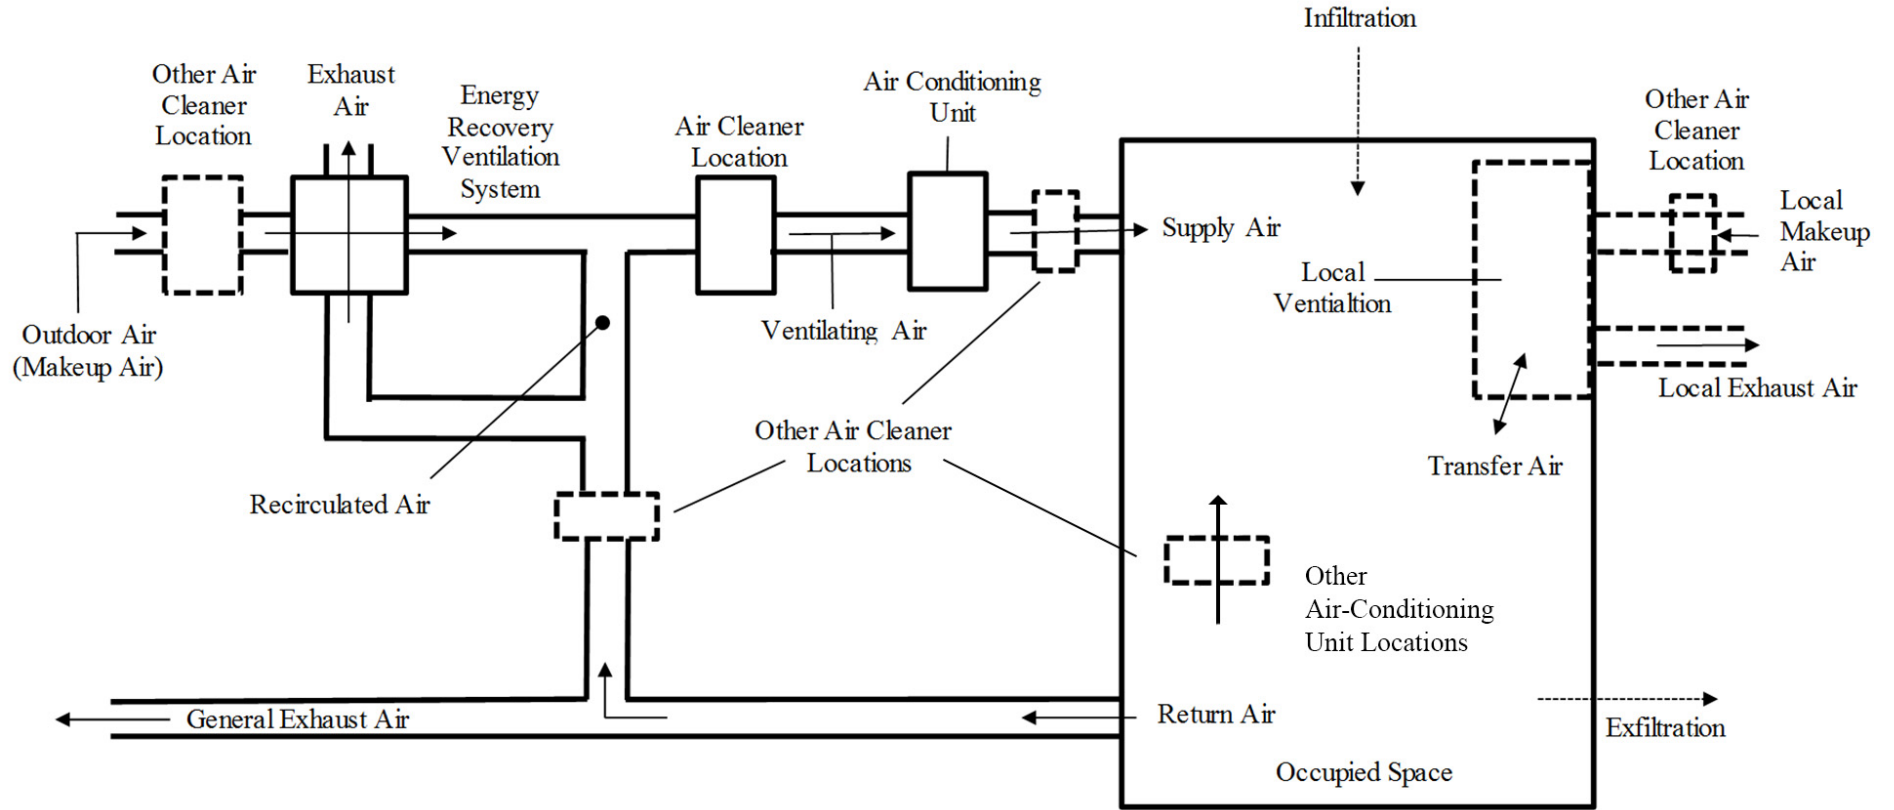 Infiltration
Other Air
Cleaner
Location
Exhaust
Air
Energy
Recovery
Ventilation
System
Air Cleaner
Location
Air Conditioning
Unit
Other Air
Cleaner
Location
Supply Air
Local
Makeup
Air
Local
Ventialtion
Outdoor Air
(Makeup Air)
Ventilating Air
Local Exhaust Air
Other Air Cleaner
Locations
Transfer Air
Recirculated Air
Other
Air-Conditioning
Unit Locations
General Exhaust Air
Return Air
Exfiltration
Occupied Space